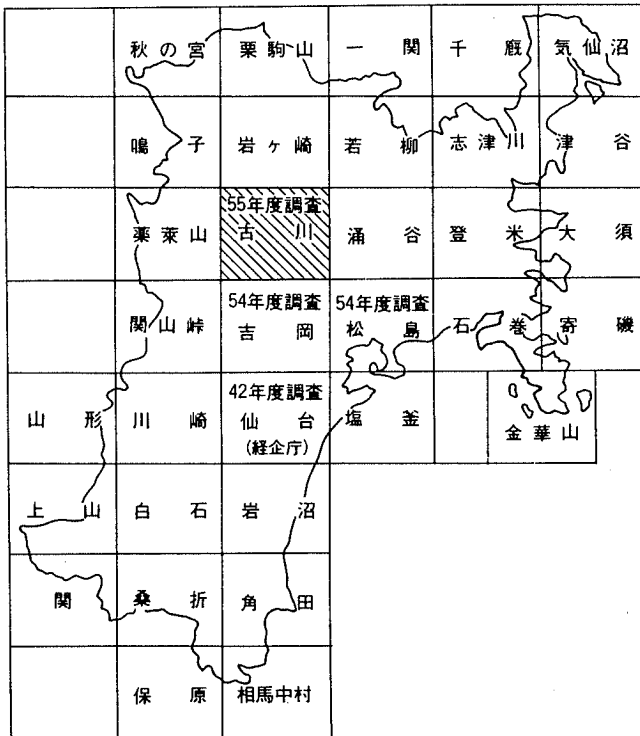 秋の宮 栗駒山 一関 千厩 気仙沼
鳴子 岩ヶ崎 若柳 志津川 津谷
55年度調査
薬莱山 古川 涌谷 登米 大須
54年度調査 54年度調査
関山峠 吉岡 松島 石巻 寄磯
42年度調査
山形 川崎 仙台 塩釜 金華山
(経企庁)
上山 白石 岩沼
関 桑折 角田
保原 相馬中村